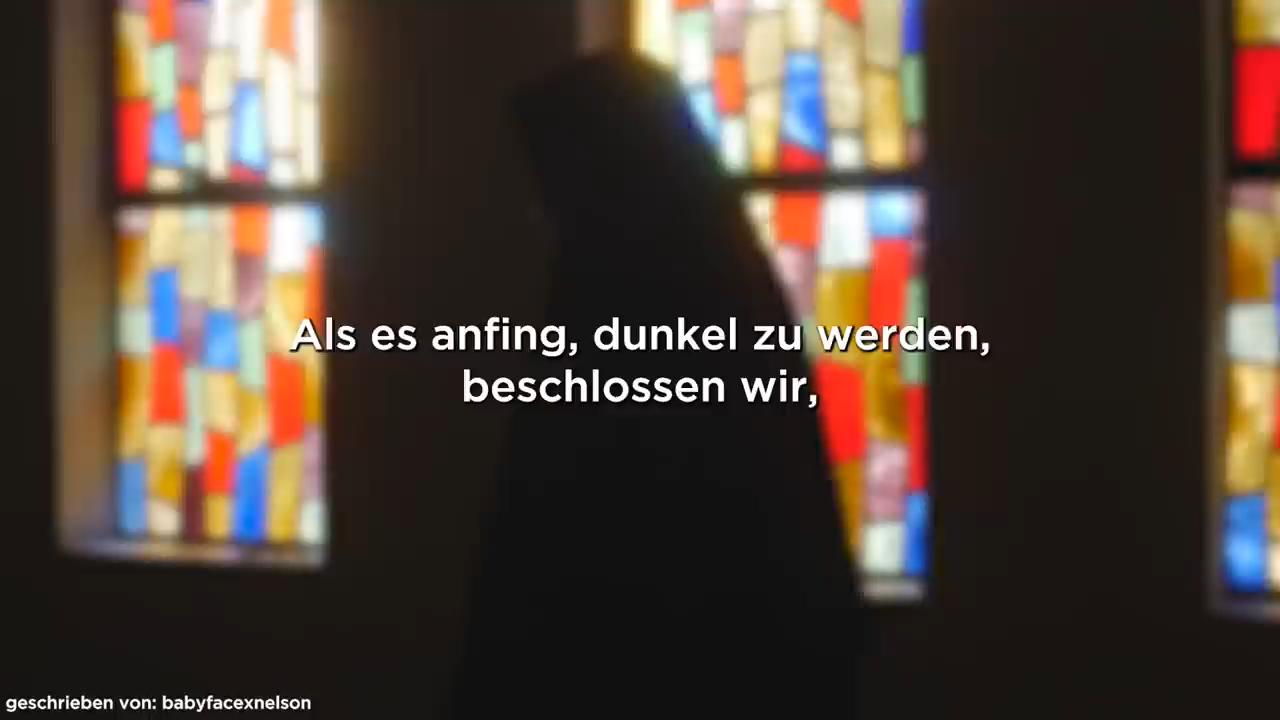 Als es anfing, dunkel zu werden,
beschlossen wir,
geschrieben von: babyfacexnelson